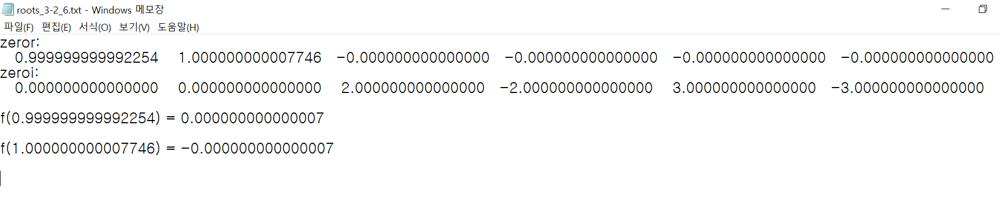 roots_3-2_6.txt - Windows 메모장
파일(F) 편집(E) 서식(O) 보기(V) 도움말(H)
zeror:
0.999999999992254 1.000000000007746 -0.000000000000000 -0.000000000000000 -0.000000000000000 -0.000000000000000
zeroi:
0.000000000000000 0.000000000000000 2.000000000000000 -2.000000000000000 3.000000000000000 -3.000000000000000
f(0.999999999992254) = 0.000000000000007
f(1.000000000007746) = -0.000000000000007